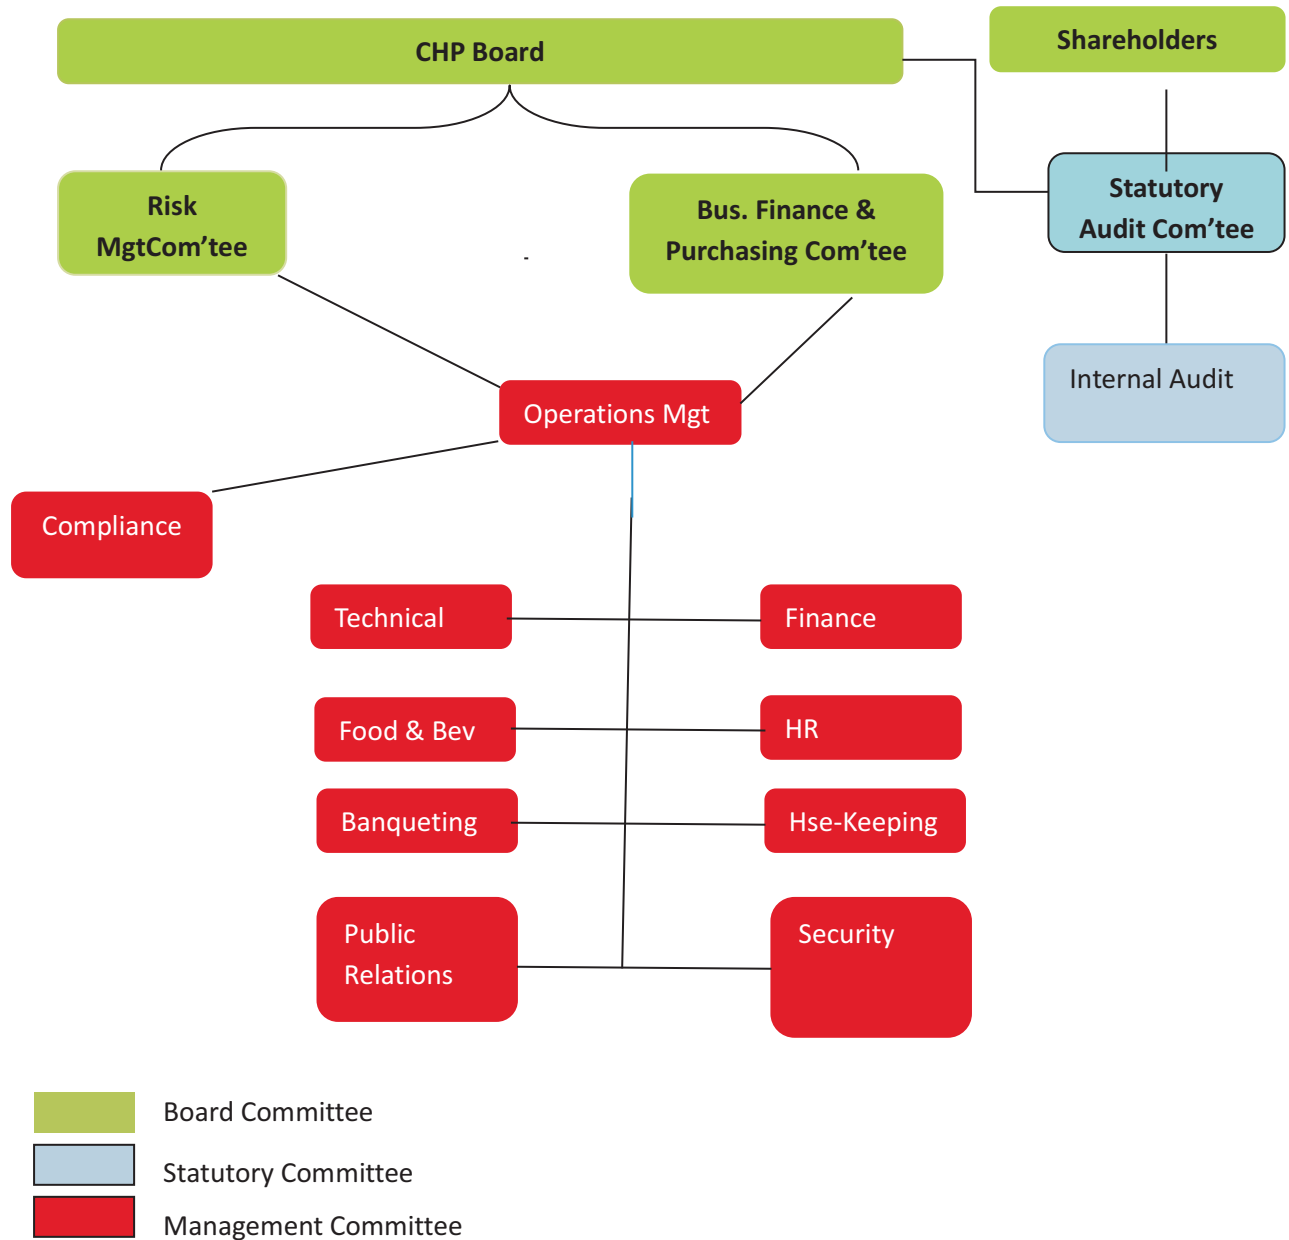 CHP Board
Shareholders
Risk
MgtCom'tee
Bus. Finance &
Purchasing Com'tee
Statutory
Audit Com'tee
-
Internal Audit
Operations Mgt
Compliance
Technical
Finance
Food & Bev
HR
Banqueting
Hse-Keeping
Public
Relations
Security
Board Committee
Statutory Committee
Management Committee